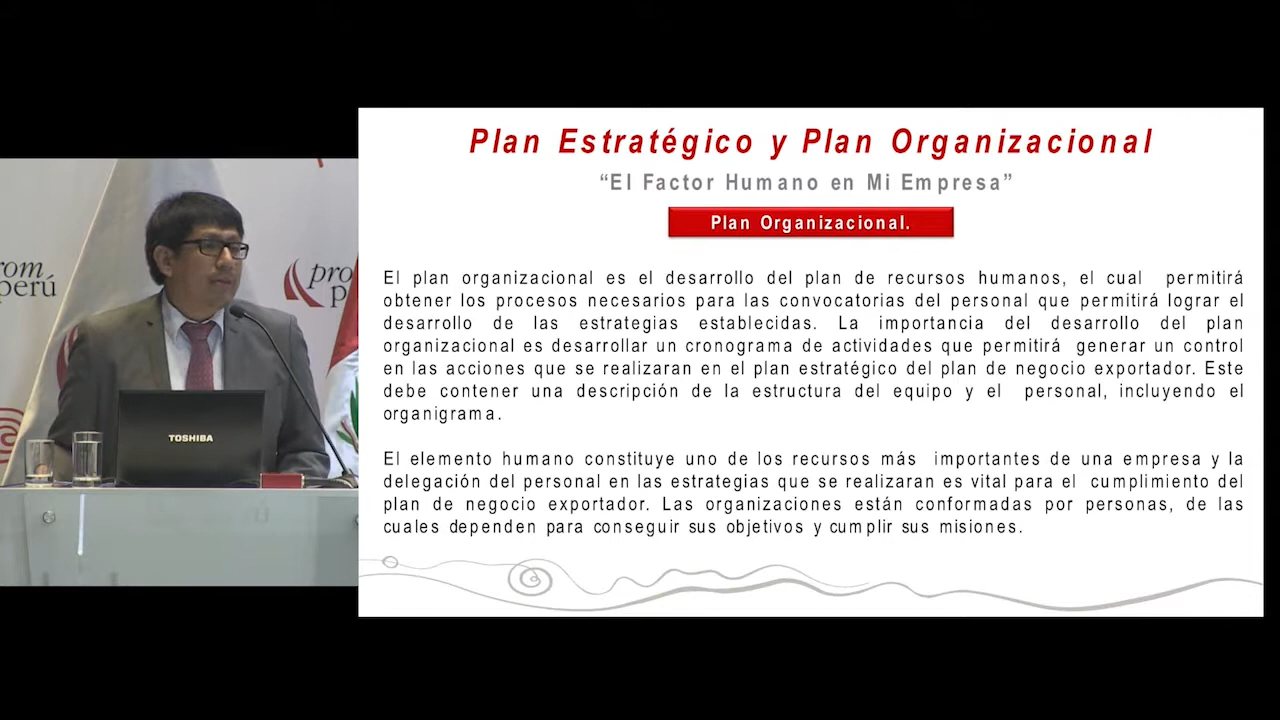 Plan Estratégico y Plan Organizacional
“El Factor Humano en Mi Empresa”
Plan Organizacional.
El plan organizacional es el desarrollo del plan de recursos humanos, el cual permitirá
obtener los procesos necesarios para las convocatorias del personal que permitirá lograr el
desarrollo de las estrategias establecidas. La importancia del desarrollo del plan
organizacional es desarrollar un cronograma de actividades que permitirá generar un control
en las acciones que se realizaran en el plan estratégico del plan de negocio exportador. Este
debe contener una descripción de la estructura del equipo y el personal, incluyendo el
organigrama.
El elemento humano constituye uno de los recursos más importantes de una empresa y la
delegación del personal en las estrategias que se realizaran es vital para el cumplimiento del
plan de negocio exportador. Las organizaciones están conformadas por personas, de las
cuales dependen para conseguir sus objetivos y cumplir sus misiones.
rom
perú
pro
p
TOSHIBA